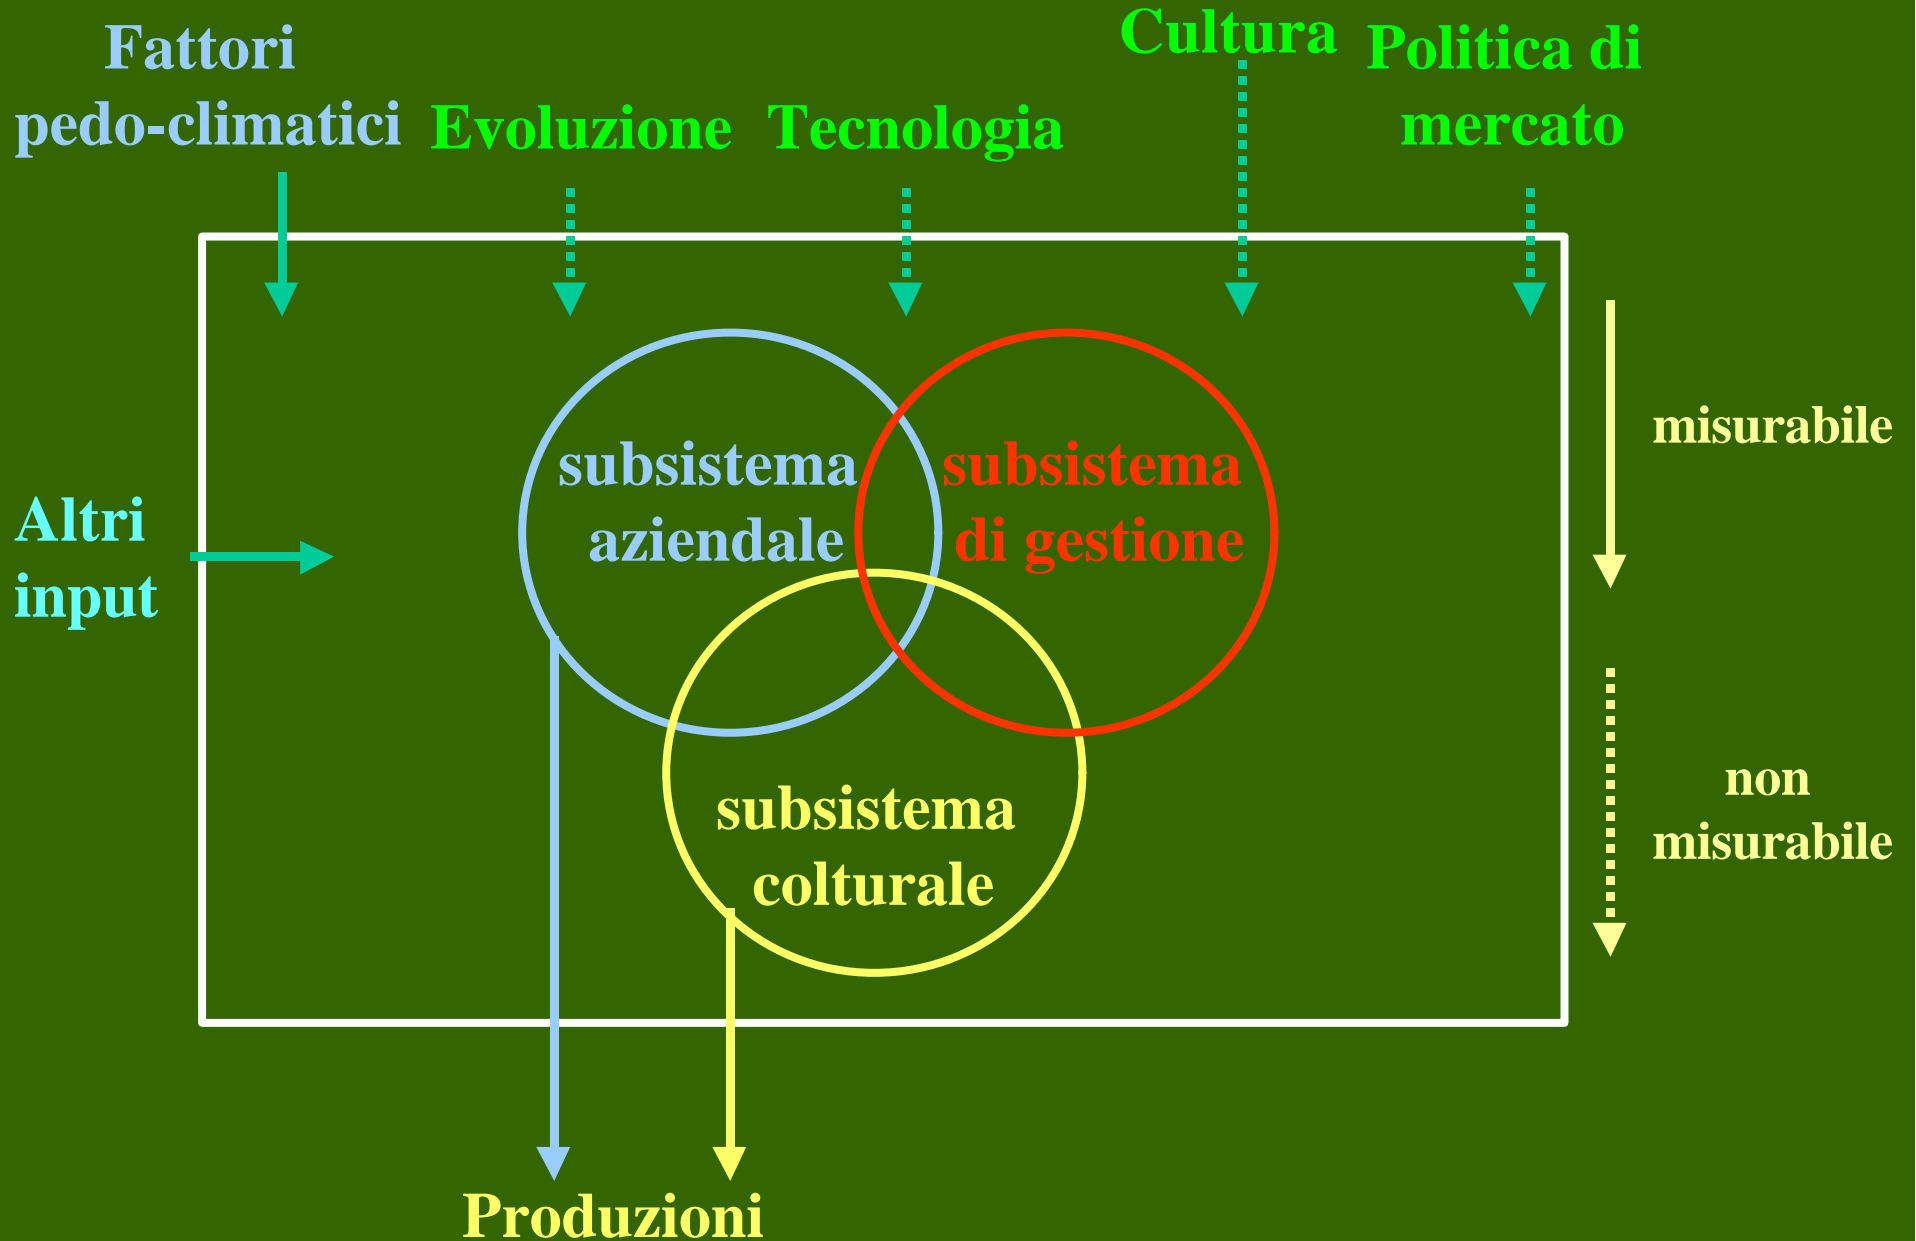 Fattori
pedo-climatici
Evoluzione
Tecnologia
Cultura
Politica di
mercato
Altri
input
subsistema
aziendale
subsistema
di gestione
subsistema
colturale
misurabile
non
misurabile
Produzioni